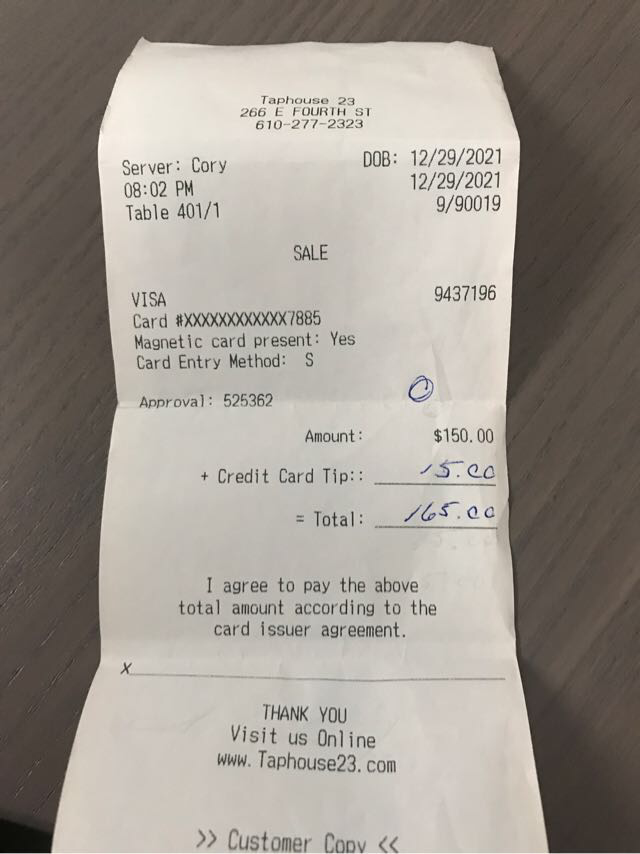 Taphouse 23
266 E FOURTH ST
610-277-2323
Server: Cory DOB: 12/29/2021
08:02 PM 12/29/2021
Table 401/1 9/90019
SALE
VISA 9437196
Card #XXXXXXXXXXXX7885
Magnetic card present: Yes
Card Entry Method: S
Approval: 525362
Amount: $150.00
+ Credit Card Tip:: 15.00
= Total: 165.00
I agree to pay the above
total amount according to the
card issuer agreement.
x
THANK YOU
Visit us Online
www.Taphouse23.com
>> Customer Copy <<